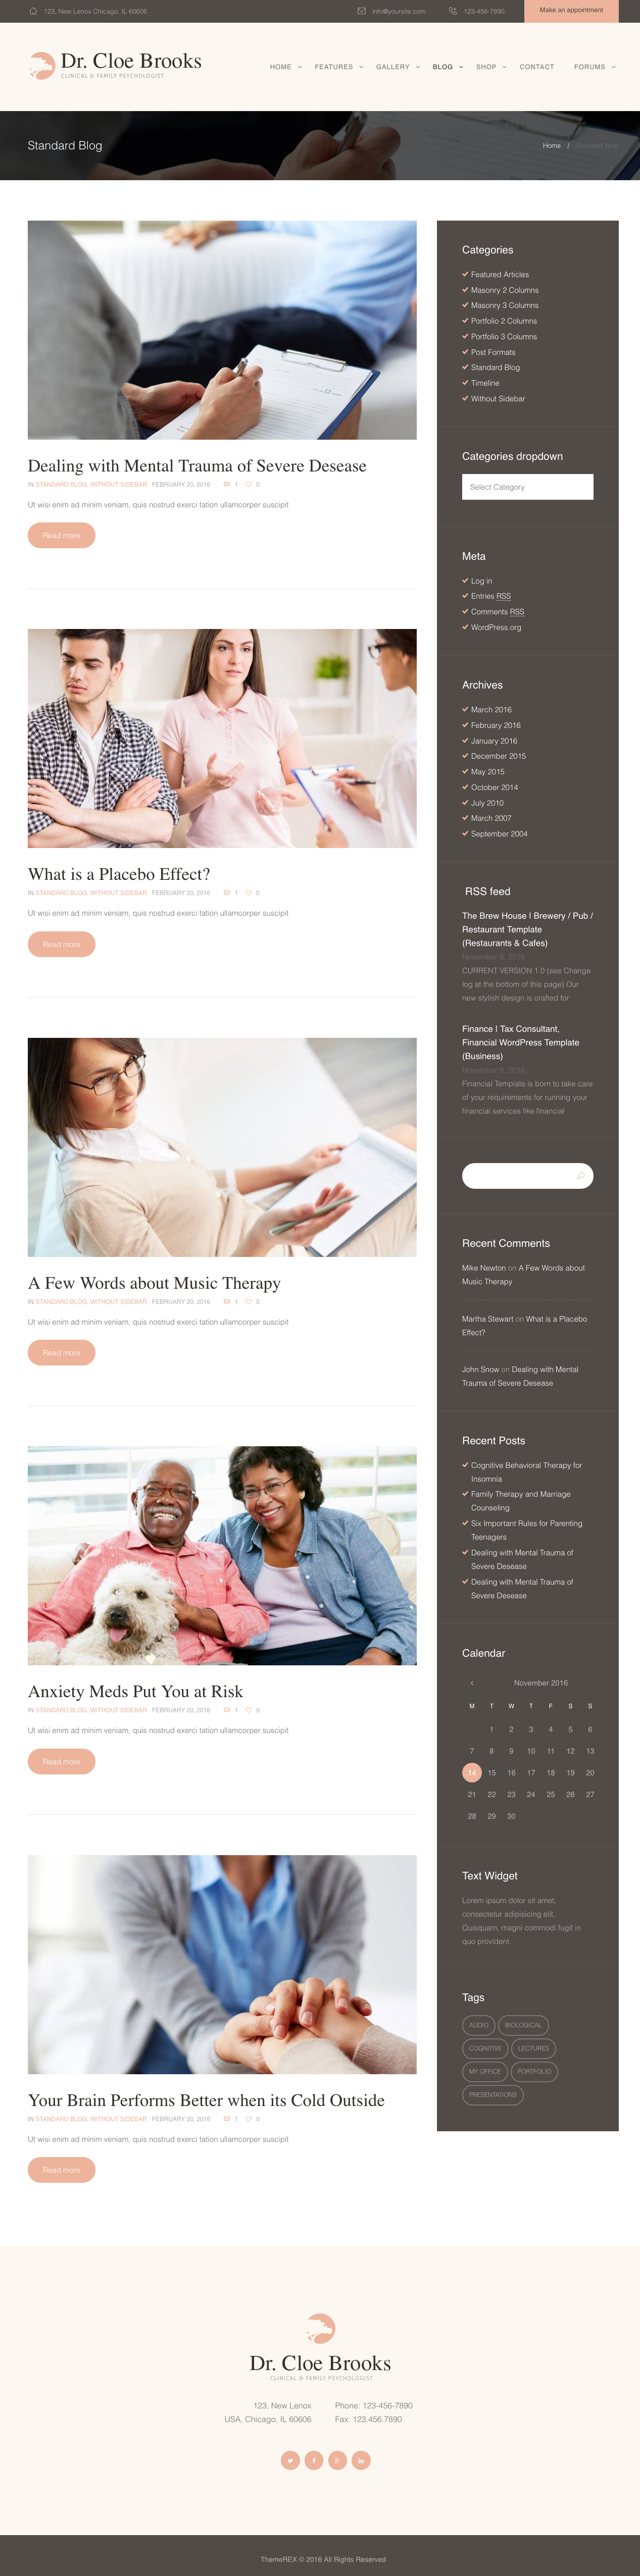 123, New Lenox Chicago, IL 60606
info@yoursite.com
123-456-7890
Make an appointment
Dr. Cloe Brooks
CLINICAL & FAMILY PSYCHOLOGIST
HOME FEATURES GALLERY BLOG SHOP CONTACT FORUMS
Standard Blog
Home / Standard Blog
Dealing with Mental Trauma of Severe Desease
IN STANDARD BLOG, WITHOUT SIDEBAR FEBRUARY 20, 2016 1 0
Ut wisi enim ad minim veniam, quis nostrud exerci tation ullamcorper suscipit
Read more
What is a Placebo Effect?
IN STANDARD BLOG, WITHOUT SIDEBAR FEBRUARY 20, 2016 1 0
Ut wisi enim ad minim veniam, quis nostrud exerci tation ullamcorper suscipit
Read more
A Few Words about Music Therapy
IN STANDARD BLOG, WITHOUT SIDEBAR FEBRUARY 20, 2016 1 0
Ut wisi enim ad minim veniam, quis nostrud exerci tation ullamcorper suscipit
Read more
Anxiety Meds Put You at Risk
IN STANDARD BLOG, WITHOUT SIDEBAR FEBRUARY 20, 2016 1 0
Ut wisi enim ad minim veniam, quis nostrud exerci tation ullamcorper suscipit
Read more
Your Brain Performs Better when its Cold Outside
IN STANDARD BLOG, WITHOUT SIDEBAR FEBRUARY 20, 2016 1 0
Ut wisi enim ad minim veniam, quis nostrud exerci tation ullamcorper suscipit
Read more
Categories
Featured Articles
Masonry 2 Columns
Masonry 3 Columns
Portfolio 2 Columns
Portfolio 3 Columns
Post Formats
Standard Blog
Timeline
Without Sidebar
Categories dropdown
Select Category
Meta
Log in
Entries RSS
Comments RSS
WordPress.org
Archives
March 2016
February 2016
January 2016
December 2015
May 2015
October 2014
July 2010
March 2007
September 2004
RSS feed
The Brew House | Brewery / Pub /
Restaurant Template
(Restaurants & Cafes)
November 8, 2016
CURRENT VERSION 1.0 (see Change
log at the bottom of this page) Our
new stylish design is crafted for
Finance | Tax Consultant,
Financial WordPress Template
(Business)
November 8, 2016
Financial Template is born to take care
of your requirements for running your
financial services like financial
Recent Comments
Mike Newton on A Few Words about
Music Therapy
Martha Stewart on What is a Placebo
Effect?
John Snow on Dealing with Mental
Trauma of Severe Desease
Recent Posts
Cognitive Behavioral Therapy for
Insomnia
Family Therapy and Marriage
Counseling
Six Important Rules for Parenting
Teenagers
Dealing with Mental Trauma of
Severe Desease
Dealing with Mental Trauma of
Severe Desease
Calendar
November 2016
M T W T F S S
1 2 3 4 5 6
7 8 9 10 11 12 13
14 15 16 17 18 19 20
21 22 23 24 25 26 27
28 29 30
Text Widget
Lorem ipsum dolor sit amet,
consectetur adipisicing elit.
Quisquam, magni commodi fugit in
quo provident.
Tags
AUDIO BIOLOGICAL
COGNITIVE LECTURES
MY OFFICE PORTFOLIO
PRESENTATIONS
Dr. Cloe Brooks
CLINICAL & FAMILY PSYCHOLOGIST
123, New Lenox
USA, Chicago, IL 60606
Phone: 123-456-7890
Fax: 123.456.7890
ThemeREX © 2016 All Rights Reserved